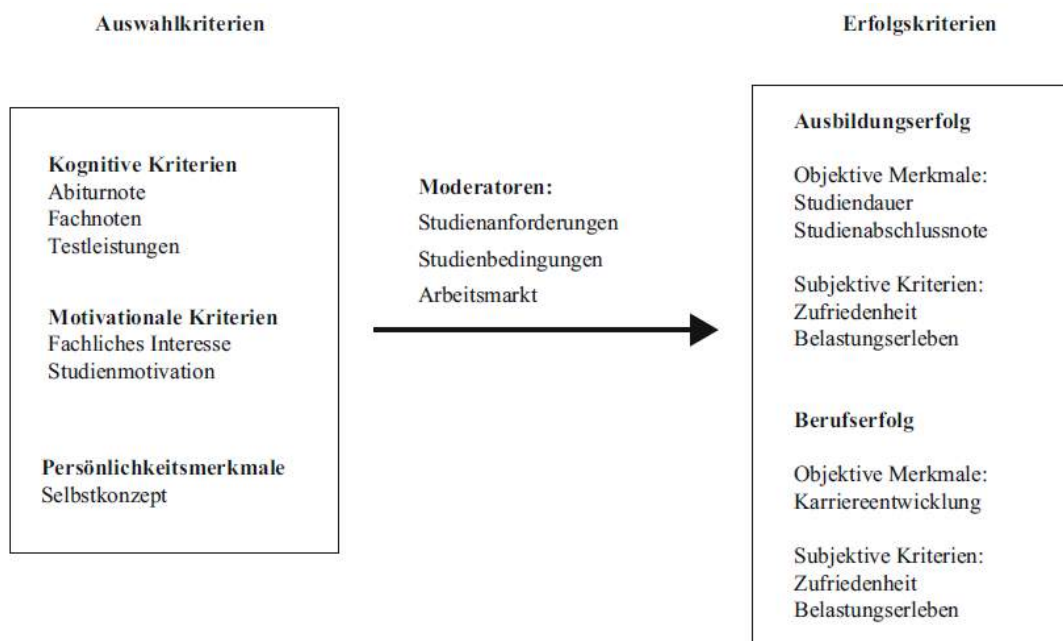 Auswahlkriterien
Erfolgskriterien
Kognitive Kriterien
Abiturnote
Fachnoten
Testleistungen
Motivationale Kriterien
Fachliches Interesse
Studienmotivation
Persönlichkeitsmerkmale
Selbstkonzept
Moderatoren:
Studienanforderungen
Studienbedingungen
Arbeitsmarkt
Ausbildungserfolg
Objektive Merkmale:
Studiendauer
Studienabschlussnote
Subjektive Kriterien:
Zufriedenheit
Belastungserleben
Berufserfolg
Objektive Merkmale:
Karriereentwicklung
Subjektive Kriterien:
Zufriedenheit
Belastungserleben